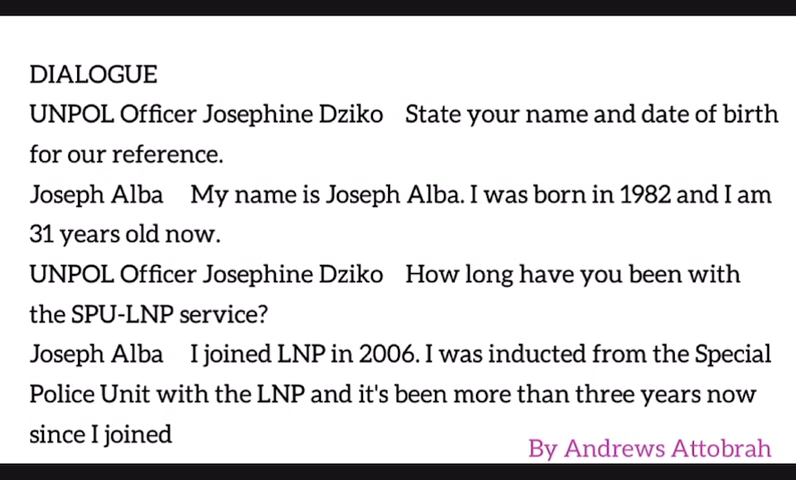 DIALOGUE
UNPOL Officer Josephine Dziko State your name and date of birth
for our reference.
Joseph Alba My name is Joseph Alba. I was born in 1982 and I am
31 years old now.
UNPOL Officer Josephine Dziko How long have you been with
the SPU-LNP service?
Joseph Alba I joined LNP in 2006. I was inducted from the Special
Police Unit with the LNP and it's been more than three years now
since I joined
By Andrews Attobrah